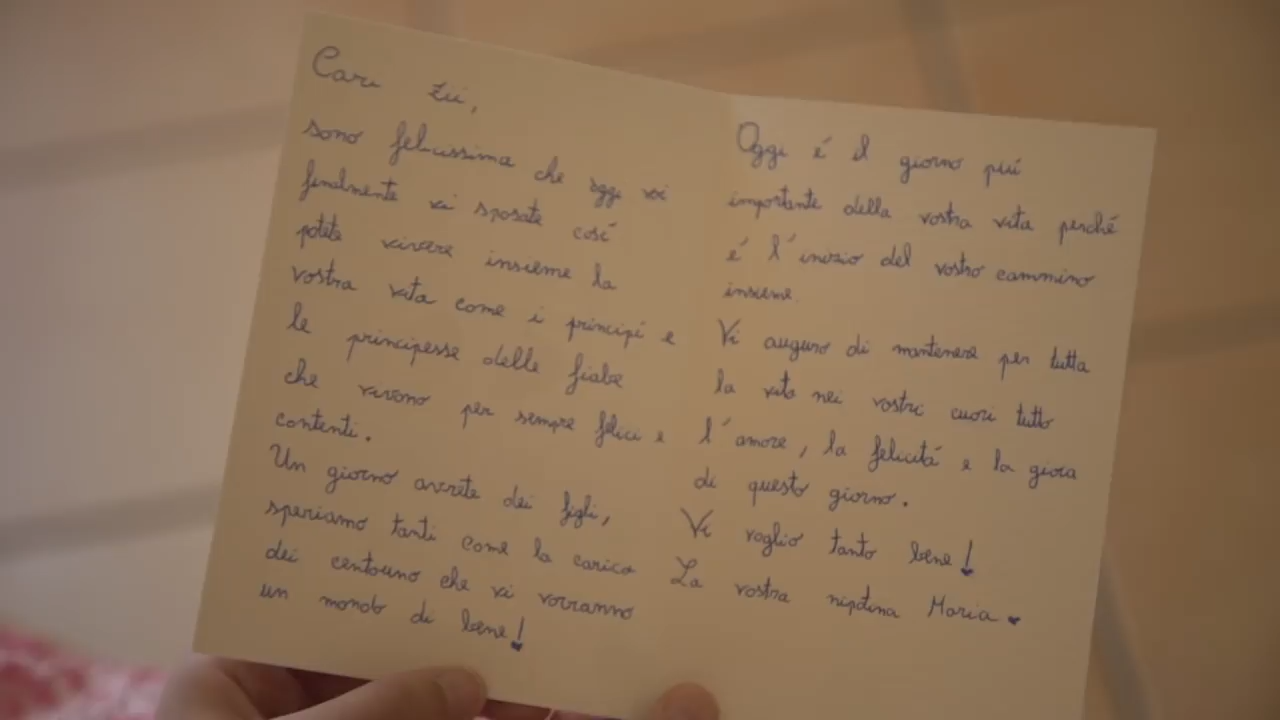 Cari zii,
sono felicissima che oggi voi
finalmente vi sposate cosí
potete vivere insieme la
vostra vita come i principi e
le principesse delle fiabe
che vivono per sempre felici e
contenti.
Un giorno avrete dei figli,
speriamo tanti come la carica
dei centouno che vi vorranno
un mondo di bene!
Oggi é il giorno piú
importante della vostra vita perché
é l'inizio del vostro cammino
insieme.
Vi auguro di mantenere per tutta
la vita nei vostri cuori tutto
l'amore, la felicitá e la gioia
di questo giorno.
Vi voglio tanto bene!
La vostra nipotina Maria